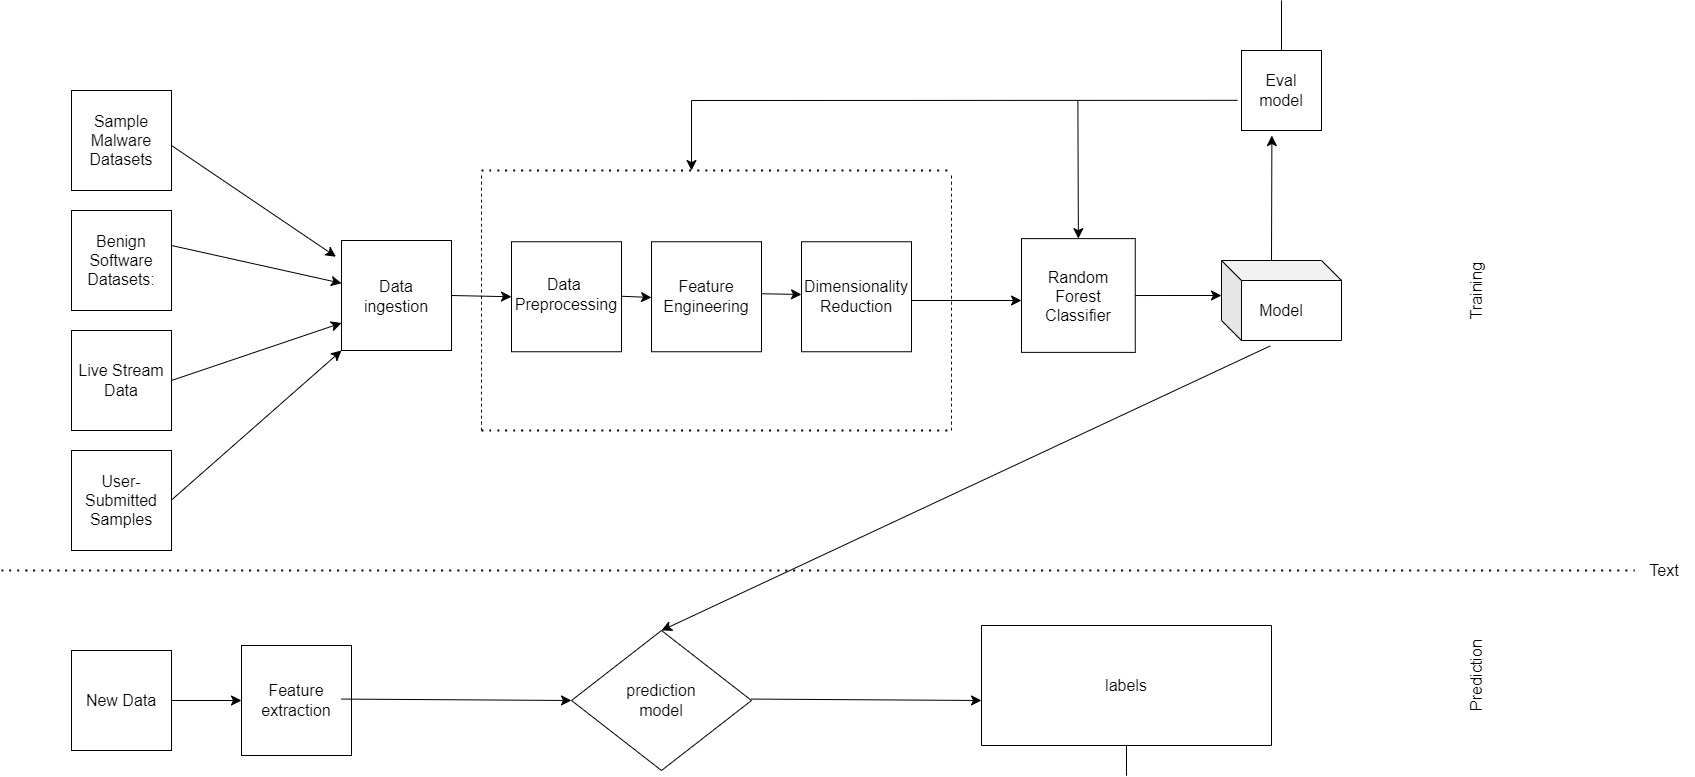 Eval
model
Sample
Malware
Datasets
Benign
Software
Datasets:
Live Stream
Data
User-
Submitted
Samples
Data
ingestion
Data
Preprocessing
Feature
Engineering
Dimensionality
Reduction
Random
Forest
Classifier
Model
Training
Text
New Data
Feature
extraction
prediction
model
labels
Prediction